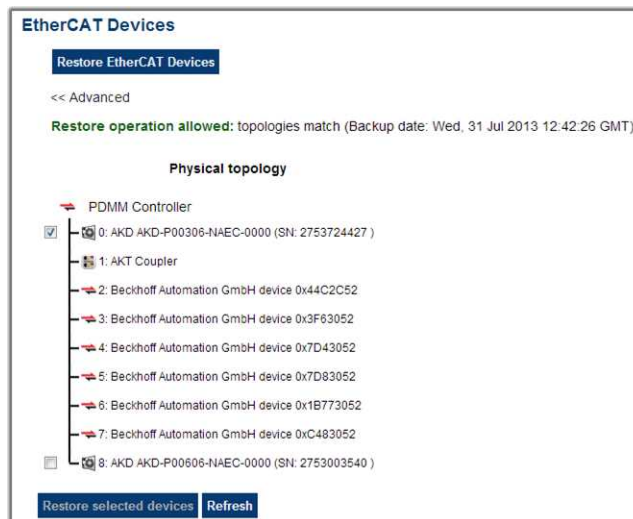 EtherCAT Devices
Restore EtherCAT Devices
<< Advanced
Restore operation allowed: topologies match (Backup date: Wed, 31 Jul 2013 12:42:26 GMT)
Physical topology
PDMM Controller
0: AKD AKD-P00306-NAEC-0000 (SN: 2753724427 )
1: AKT Coupler
2: Beckhoff Automation GmbH device 0x44C2C52
3: Beckhoff Automation GmbH device 0x3F63052
4: Beckhoff Automation GmbH device 0x7D43052
5: Beckhoff Automation GmbH device 0x7D83052
6: Beckhoff Automation GmbH device 0x1B773052
7: Beckhoff Automation GmbH device 0xC483052
8: AKD AKD-P00606-NAEC-0000 (SN: 2753003540 )
Restore selected devices Refresh